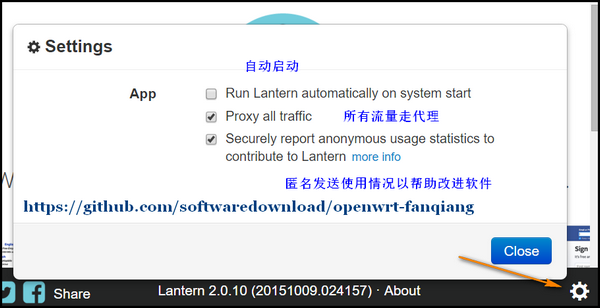 Settings
自动启动
App
Run Lantern automatically on system start
Proxy all traffic 所有流量走代理
Securely report anonymous usage statistics to
contribute to Lantern more info
匿名发送使用情况以帮助改进软件
https://github.com/softwaredownload/openwrt-fanqiang
Close
Sign
Share
Lantern 2.0.10 (20151009.024157) · About